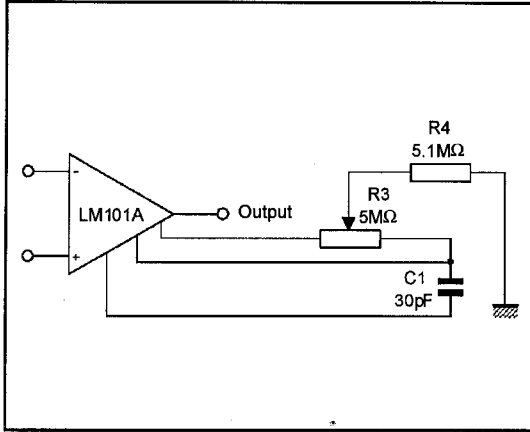 R4
5.1MΩ
R3
5MΩ
-
LM101A
Output
+
C1
30pF